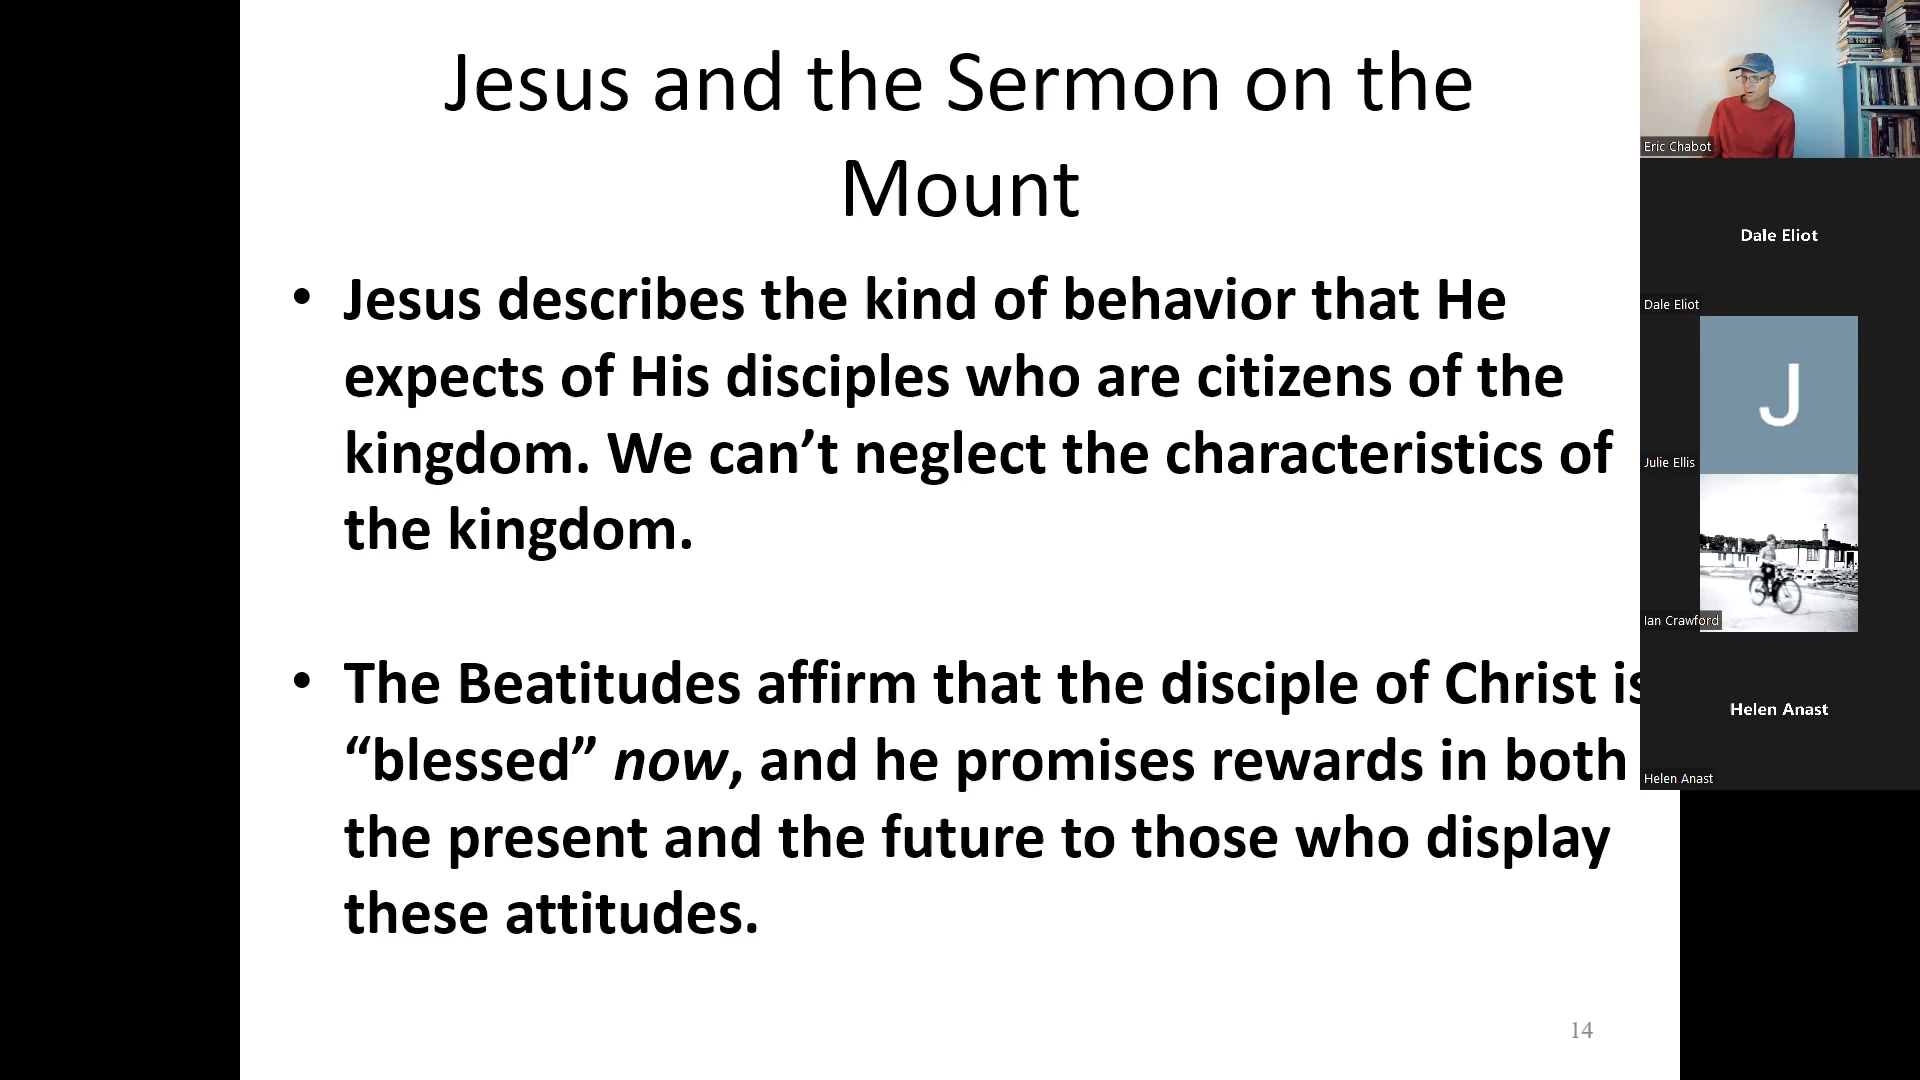 Jesus and the Sermon on the
Mount
• Jesus describes the kind of behavior that He
expects of His disciples who are citizens of the
kingdom. We can’t neglect the characteristics of
the kingdom.
• The Beatitudes affirm that the disciple of Christ is
“blessed” now, and he promises rewards in both
the present and the future to those who display
these attitudes.
14
Eric Chabot
Dale Eliot
Dale Eliot
J
Julie Ellis
Ian Crawford
Helen Anast
Helen Anast